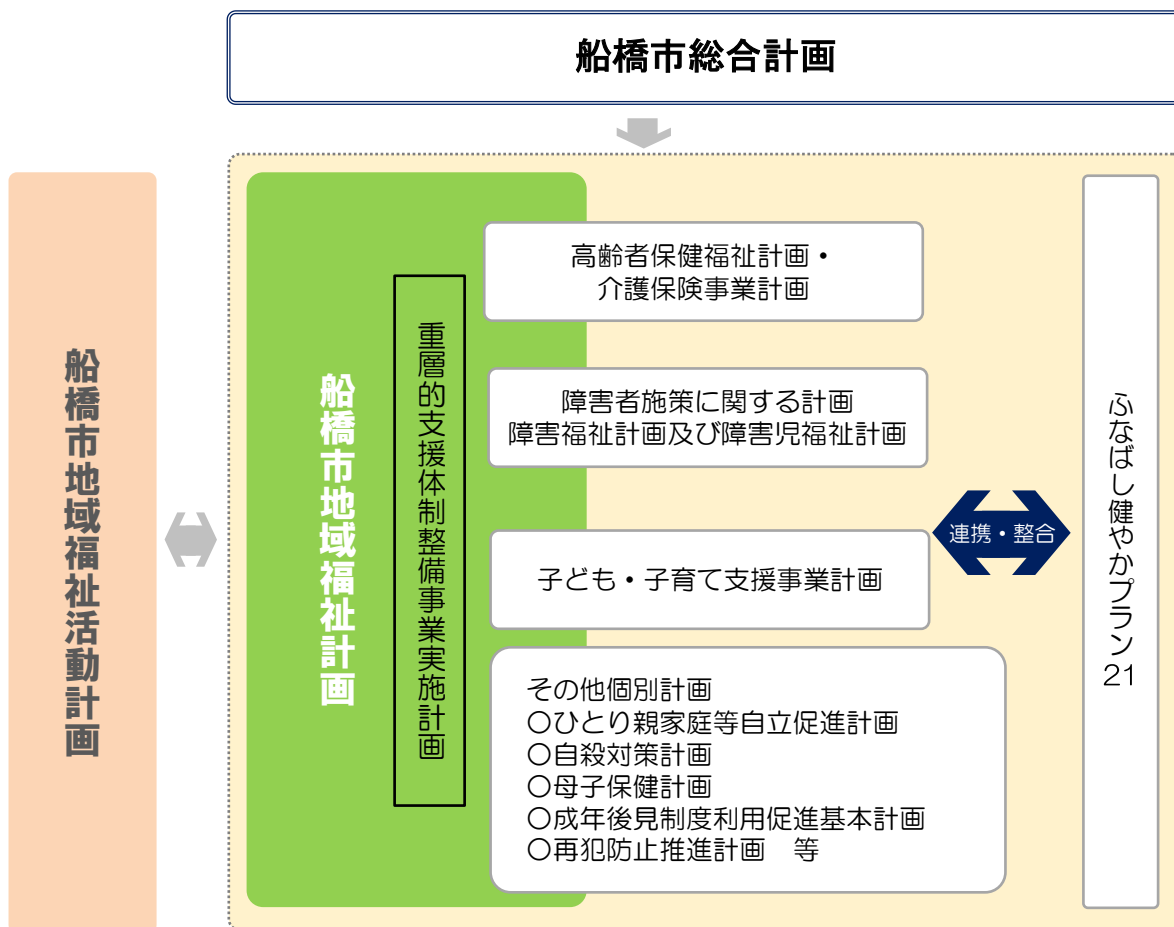 船橋市総合計画
船橋市地域福祉活動計画
船橋市地域福祉計画
重層的支援体制整備事業実施計画
高齢者保健福祉計画・
介護保険事業計画
障害者施策に関する計画
障害福祉計画及び障害児福祉計画
子ども・子育て支援事業計画
その他個別計画
○ひとり親家庭等自立促進計画
○自殺対策計画
○母子保健計画
○成年後見制度利用促進基本計画
○再犯防止推進計画　等
連携・整合
ふなばし健やかプラン21